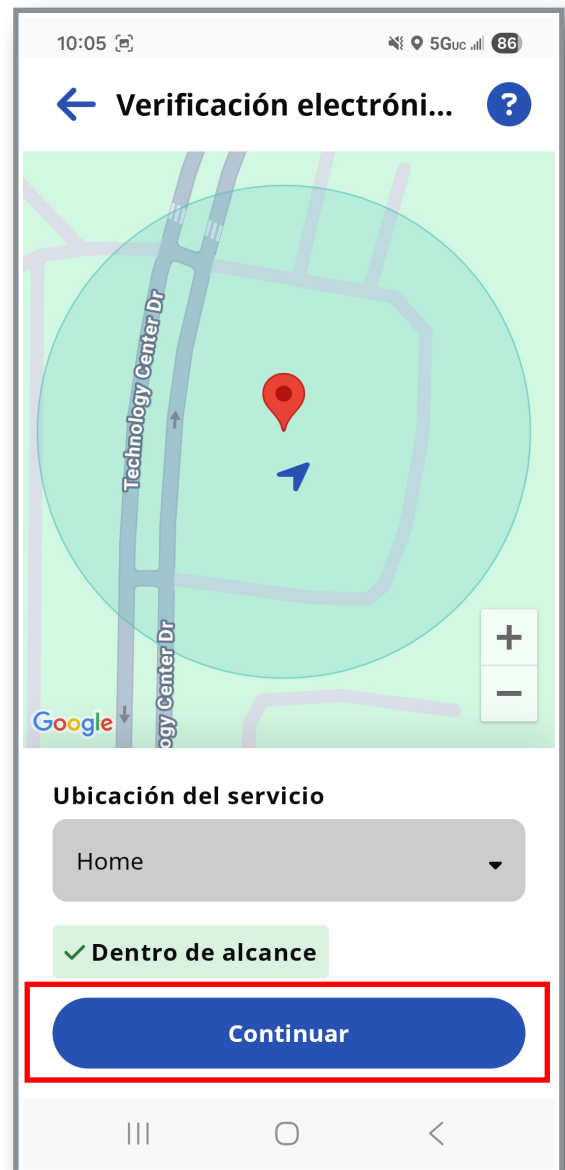 10:05
5Guc 86
Verificación electróni...
?
Technology Center Dr
ogy Center Dr
+
−
Google
Ubicación del servicio
Home
Dentro de alcance
Continuar